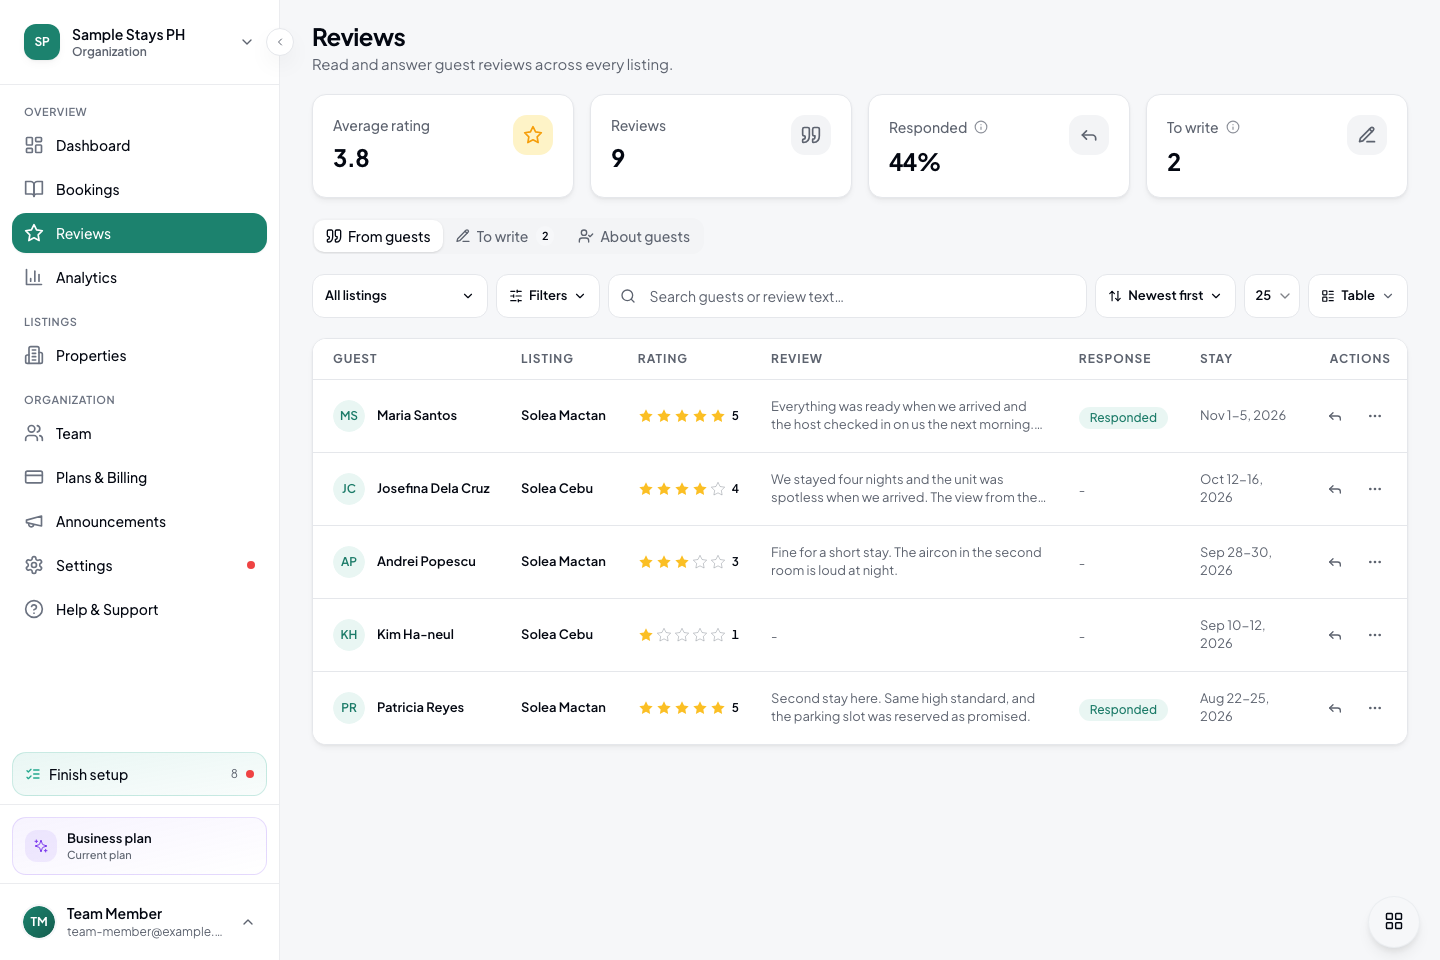 SP
Sample Stays PH
Organization
OVERVIEW
Dashboard
Bookings
Reviews
Analytics
LISTINGS
Properties
ORGANIZATION
Team
Plans & Billing
Announcements
Settings
Help & Support
Finish setup
8
Business plan
Current plan
TM
Team Member
team-member@example....
Reviews
Read and answer guest reviews across every listing.
Average rating
3.8
Reviews
9
Responded
44%
To write
2
From guests
To write 2
About guests
All listings
Filters
Search guests or review text...
Newest first
25
Table
GUEST LISTING RATING REVIEW RESPONSE STAY ACTIONS
MS Maria Santos Solea Mactan 5
Everything was ready when we arrived and
the host checked in on us the next morning....
Responded
Nov 1–5, 2026
JC Josefina Dela Cruz Solea Cebu 4
We stayed four nights and the unit was
spotless when we arrived. The view from the...
-
Oct 12–16,
2026
AP Andrei Popescu Solea Mactan 3
Fine for a short stay. The aircon in the second
room is loud at night.
-
Sep 28–30,
2026
KH Kim Ha-neul Solea Cebu 1
-
-
Sep 10–12,
2026
PR Patricia Reyes Solea Mactan 5
Second stay here. Same high standard, and
the parking slot was reserved as promised.
Responded
Aug 22–25,
2026